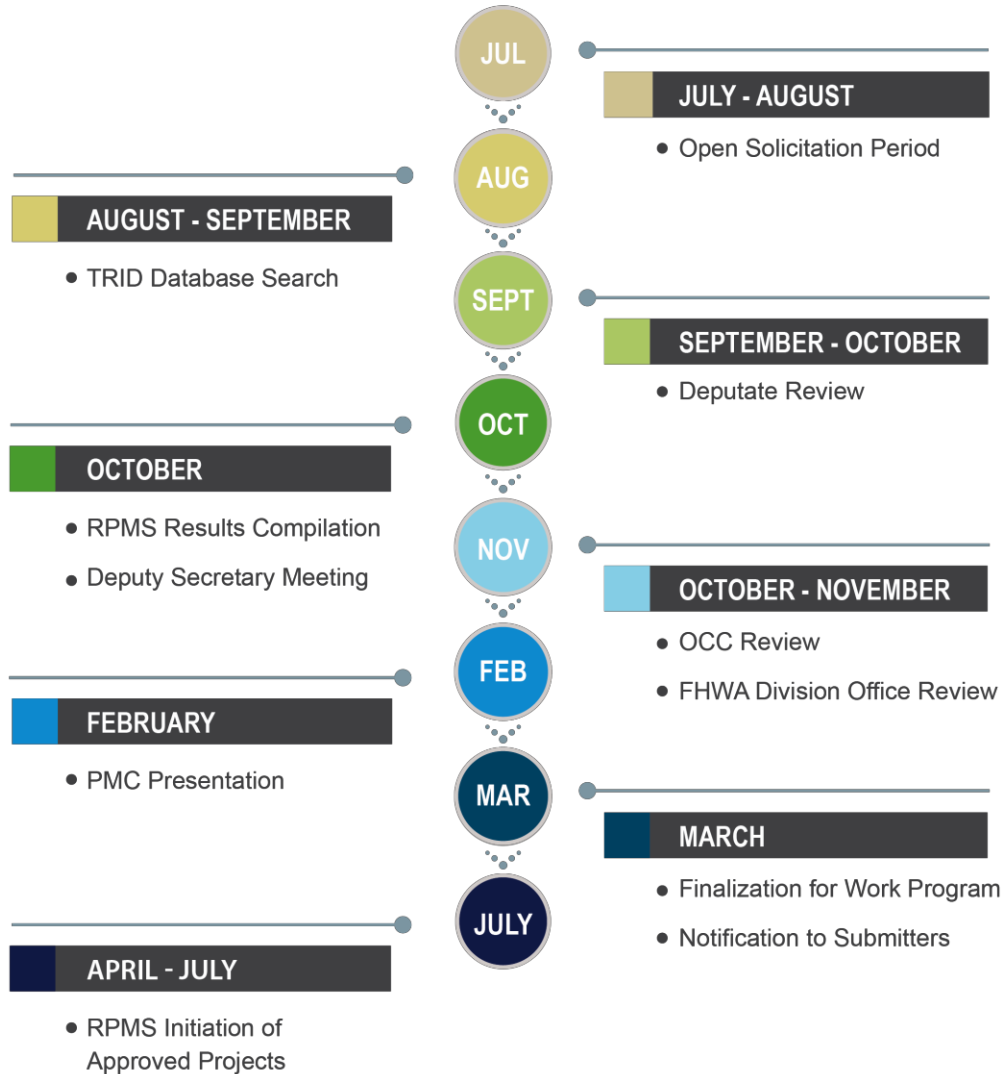 JUL
JULY - AUGUST
• Open Solicitation Period
AUG
AUGUST - SEPTEMBER
• TRID Database Search
SEPT
SEPTEMBER - OCTOBER
• Deputate Review
OCT
OCTOBER
• RPMS Results Compilation
• Deputy Secretary Meeting
NOV
OCTOBER - NOVEMBER
• OCC Review
• FHWA Division Office Review
FEB
FEBRUARY
• PMC Presentation
MAR
MARCH
• Finalization for Work Program
• Notification to Submitters
JULY
APRIL - JULY
• RPMS Initiation of
Approved Projects